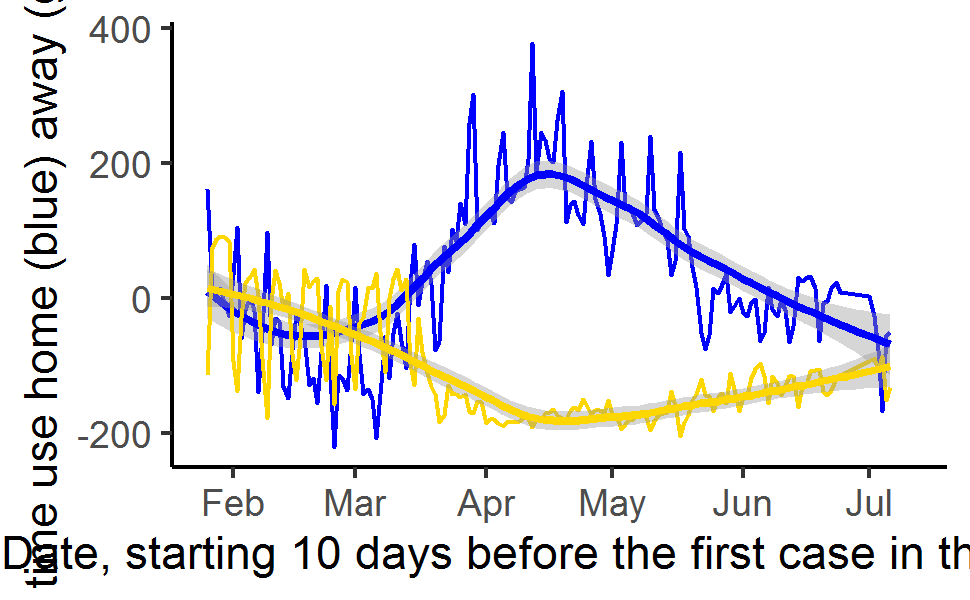 time use home (blue) away (
400
200
0
-200
Feb Mar Apr May Jun Jul
Date, starting 10 days before the first case in th